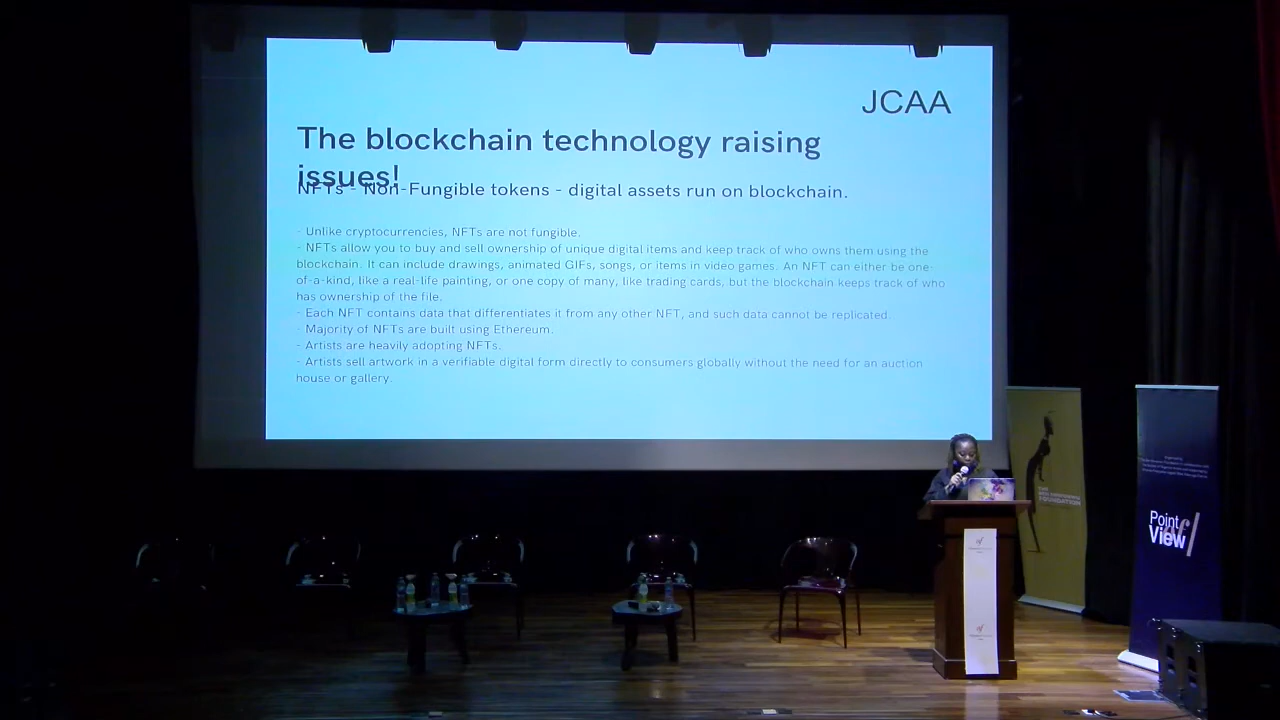 JCAA
The blockchain technology raising
issues!
NFTs - Non-Fungible tokens - digital assets run on blockchain.
- Unlike cryptocurrencies, NFTs are not fungible.
- NFTs allow you to buy and sell ownership of unique digital items and keep track of who owns them using the
blockchain. It can include drawings, animated GIFs, songs, or items in video games. An NFT can either be one-
of-a-kind, like a real-life painting, or one copy of many, like trading cards, but the blockchain keeps track of who
has ownership of the file.
- Each NFT contains data that differentiates it from any other NFT, and such data cannot be replicated.
- Majority of NFTs are built using Ethereum.
- Artists are heavily adopting NFTs.
- Artists sell artwork in a verifiable digital form directly to consumers globally without the need for an auction
house or gallery.
FOUNDATION
Point of
View
af
af